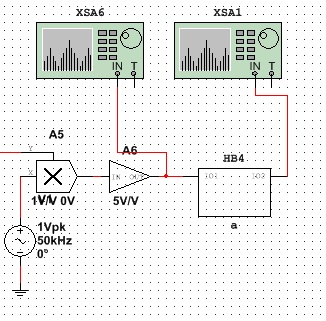 XSA6 XSA1
IN T IN T
A5 A6
Y
X
HB4
IO1 IO2
1V/V 0V 5V/V
a
1Vpk
50kHz
0°